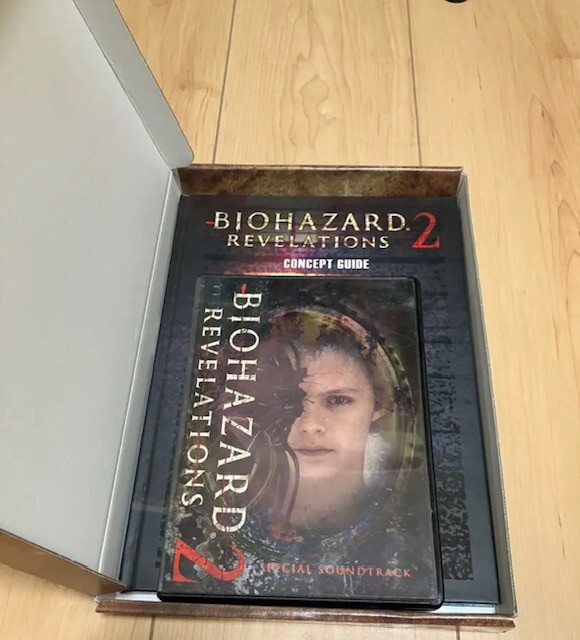 BIOHAZARD® 2
REVELATIONS
CONCEPT GUIDE
BIOHAZARD® 2
REVELATIONS
SPECIAL SOUNDTRACK